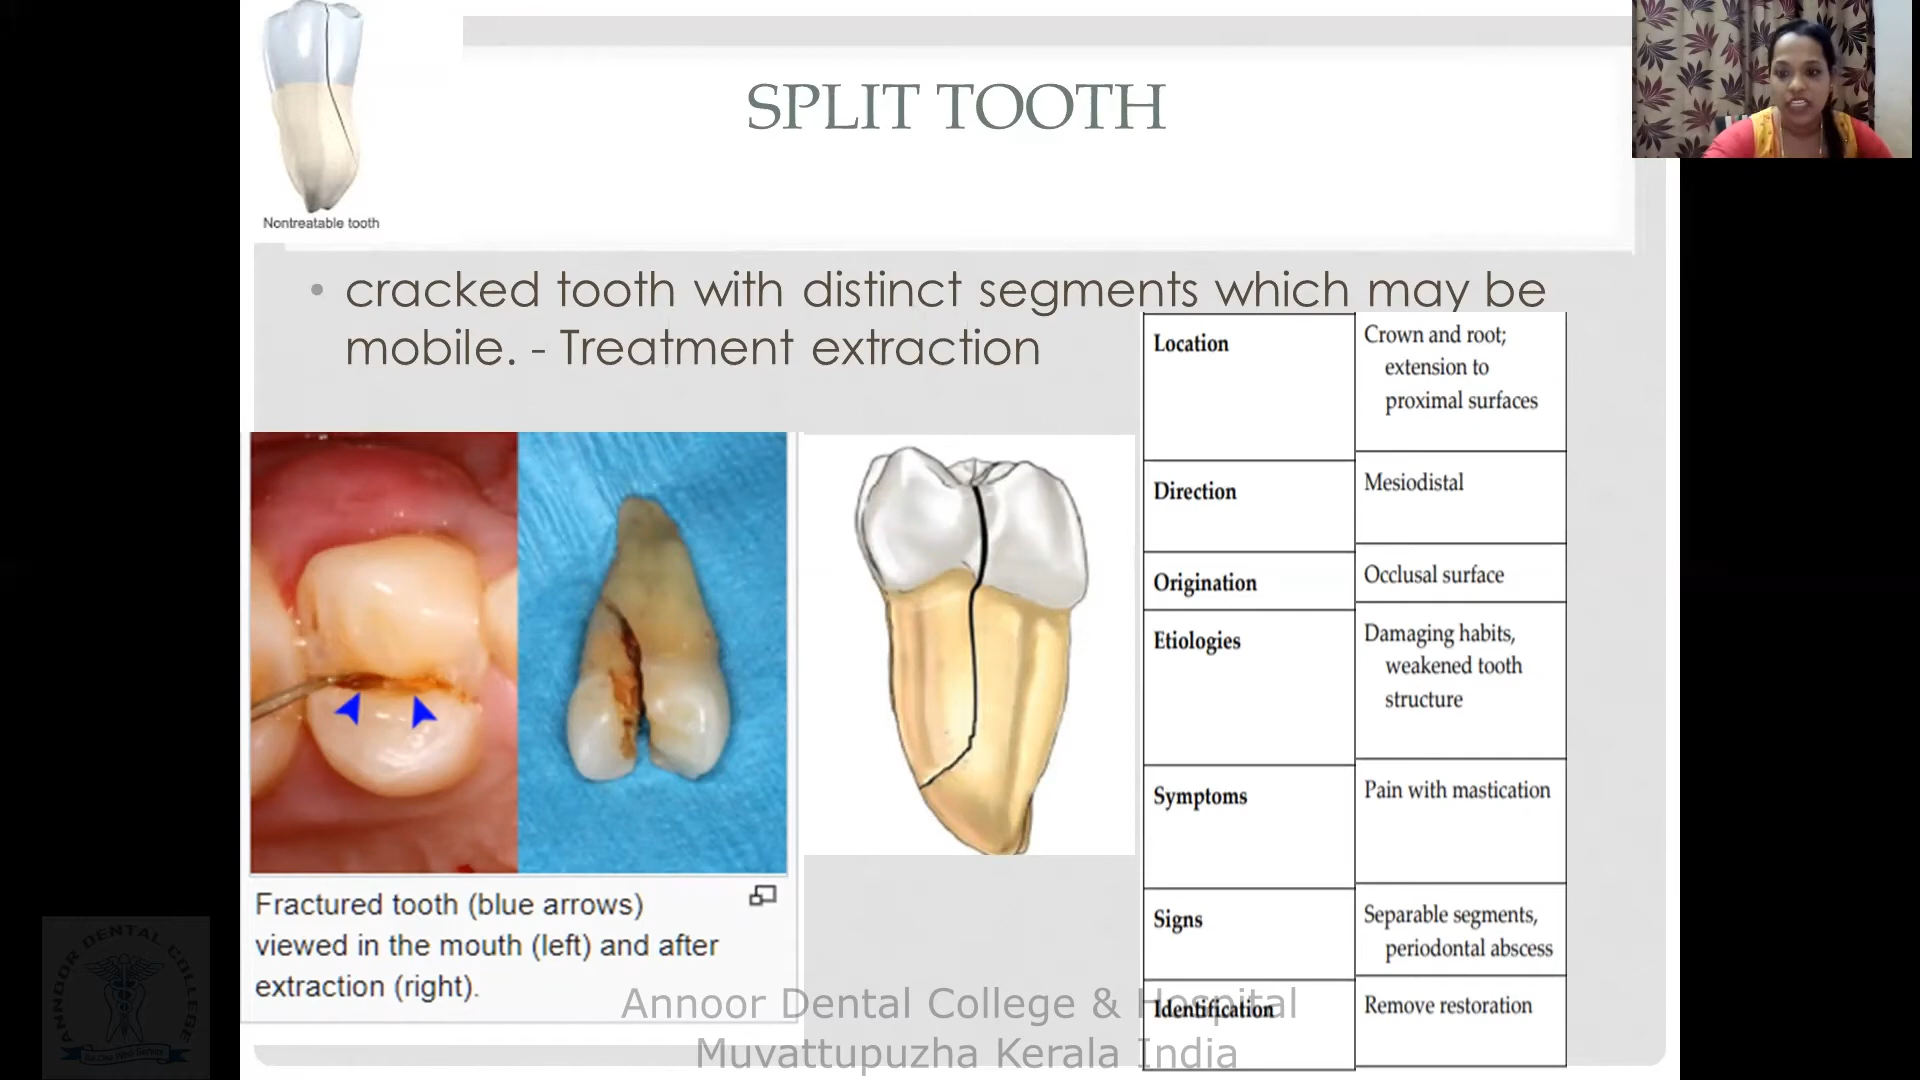 SPLIT TOOTH
Nontreatable tooth
• cracked tooth with distinct segments which may be
mobile. - Treatment extraction
Location
Crown and root;
extension to
proximal surfaces
Direction
Mesiodistal
Origination
Occlusal surface
Etiologies
Damaging habits,
weakened tooth
structure
Symptoms
Pain with mastication
Signs
Separable segments,
periodontal abscess
Identification
Remove restoration
Fractured tooth (blue arrows)
viewed in the mouth (left) and after
extraction (right).
Annoor Dental College & Hospital
Muvattupuzha Kerala India
ANNOOR DENTAL COLLEGE